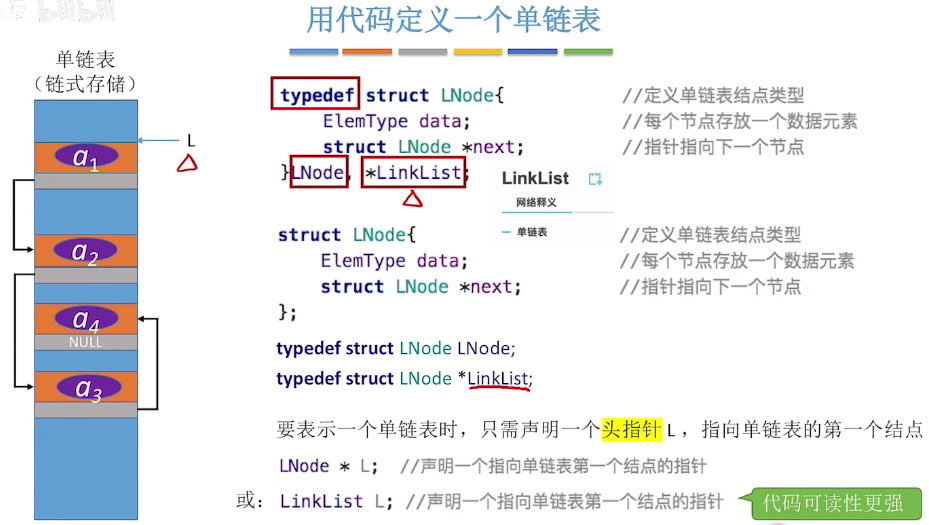 bilibili
用代码定义一个单链表
单链表
（链式存储）
L
a1
a2
a4
NULL
a3
typedef struct LNode{ //定义单链表结点类型
ElemType data; //每个节点存放一个数据元素
struct LNode *next; //指针指向下一个节点
}LNode, *LinkList;
LinkList
网络释义
单链表
struct LNode{ //定义单链表结点类型
ElemType data; //每个节点存放一个数据元素
struct LNode *next; //指针指向下一个节点
};
typedef struct LNode LNode;
typedef struct LNode *LinkList;
要表示一个单链表时，只需声明一个头指针 L ，指向单链表的第一个结点
LNode * L; //声明一个指向单链表第一个结点的指针
或： LinkList L; //声明一个指向单链表第一个结点的指针
代码可读性更强